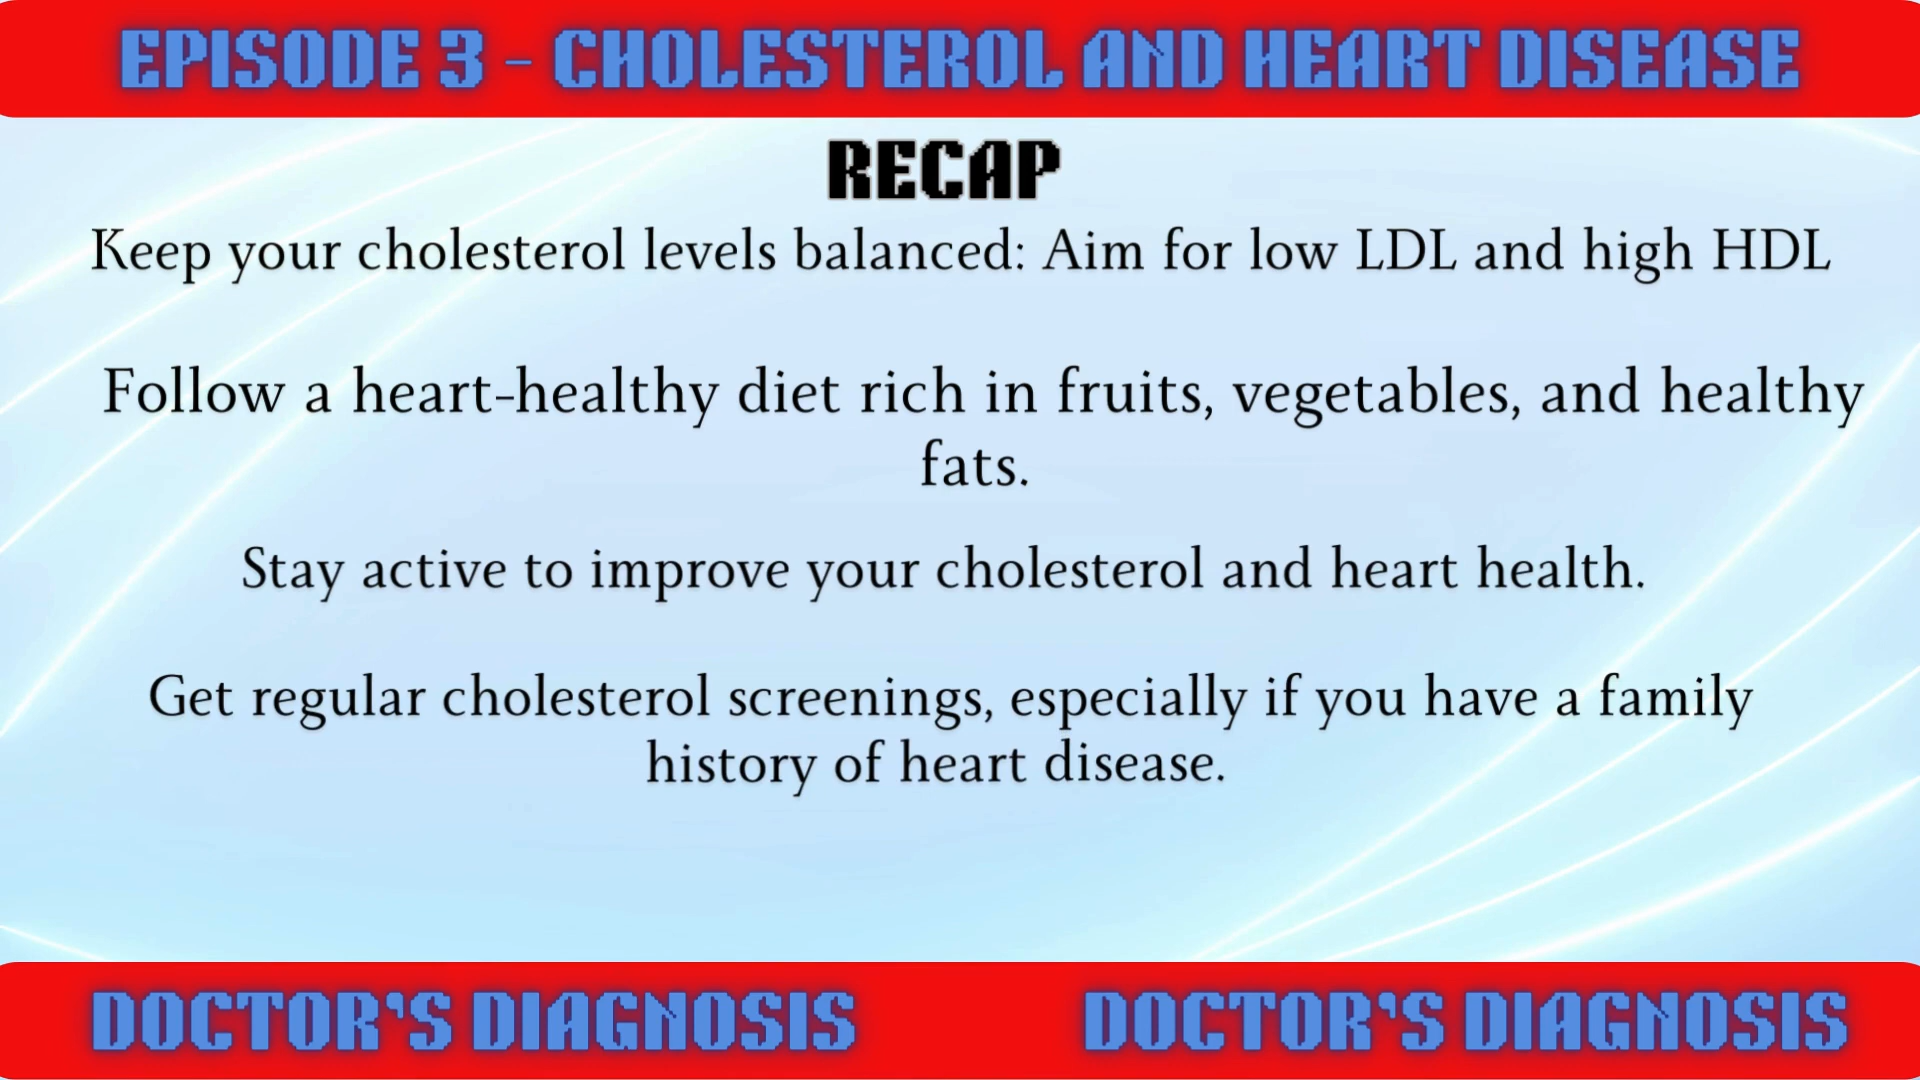 EPISODE 3 - CHOLESTEROL AND HEART DISEASE
RECAP
Keep your cholesterol levels balanced: Aim for low LDL and high HDL
Follow a heart-healthy diet rich in fruits, vegetables, and healthy
fats.
Stay active to improve your cholesterol and heart health.
Get regular cholesterol screenings, especially if you have a family
history of heart disease.
DOCTOR'S DIAGNOSIS
DOCTOR'S DIAGNOSIS